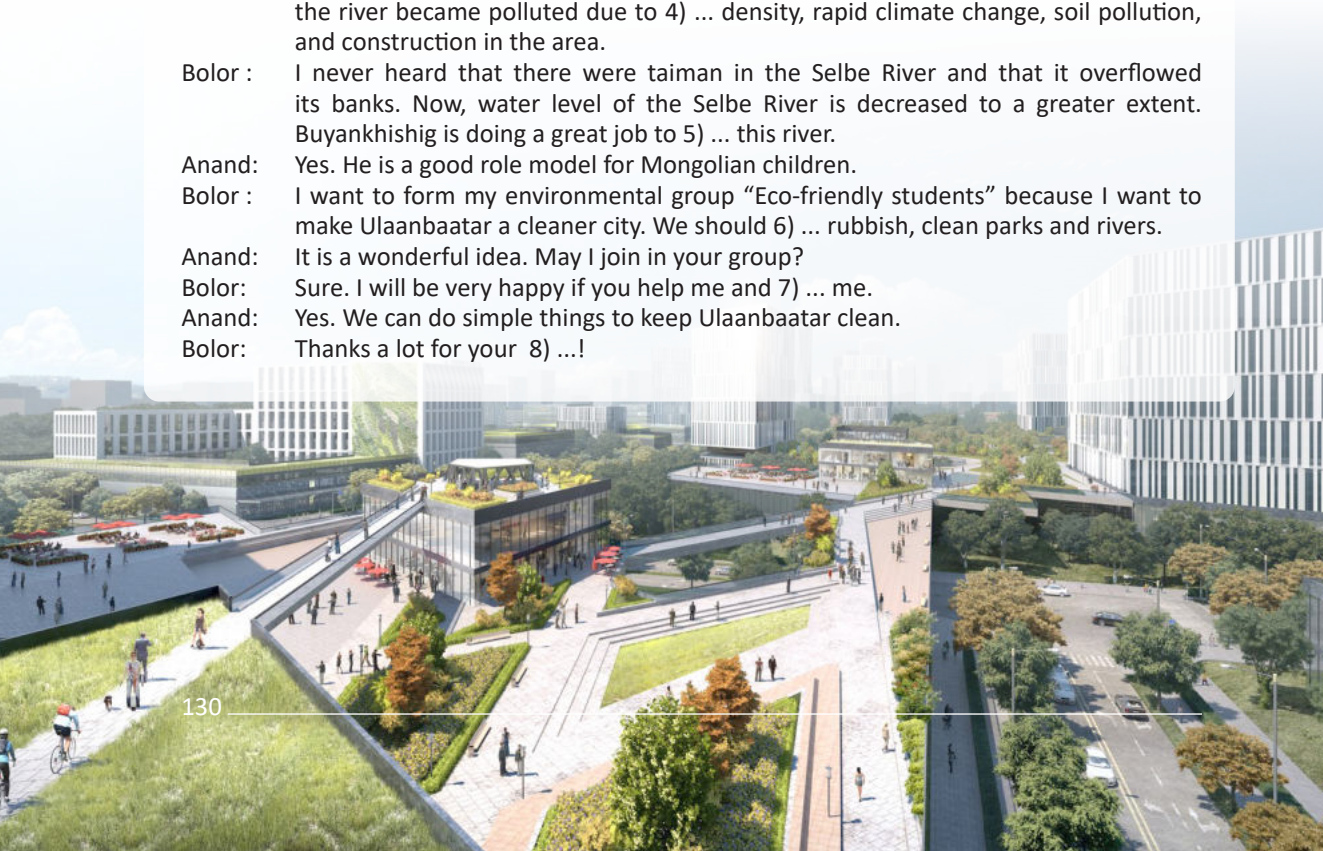 the river became polluted due to 4) ... density, rapid climate change, soil pollution,
and construction in the area.
Bolor : I never heard that there were taiman in the Selbe River and that it overflowed
its banks. Now, water level of the Selbe River is decreased to a greater extent.
Buyankhishig is doing a great job to 5) ... this river.
Anand: Yes. He is a good role model for Mongolian children.
Bolor : I want to form my environmental group “Eco-friendly students” because I want to
make Ulaanbaatar a cleaner city. We should 6) ... rubbish, clean parks and rivers.
Anand: It is a wonderful idea. May I join in your group?
Bolor: Sure. I will be very happy if you help me and 7) ... me.
Anand: Yes. We can do simple things to keep Ulaanbaatar clean.
Bolor: Thanks a lot for your 8) ...!
130